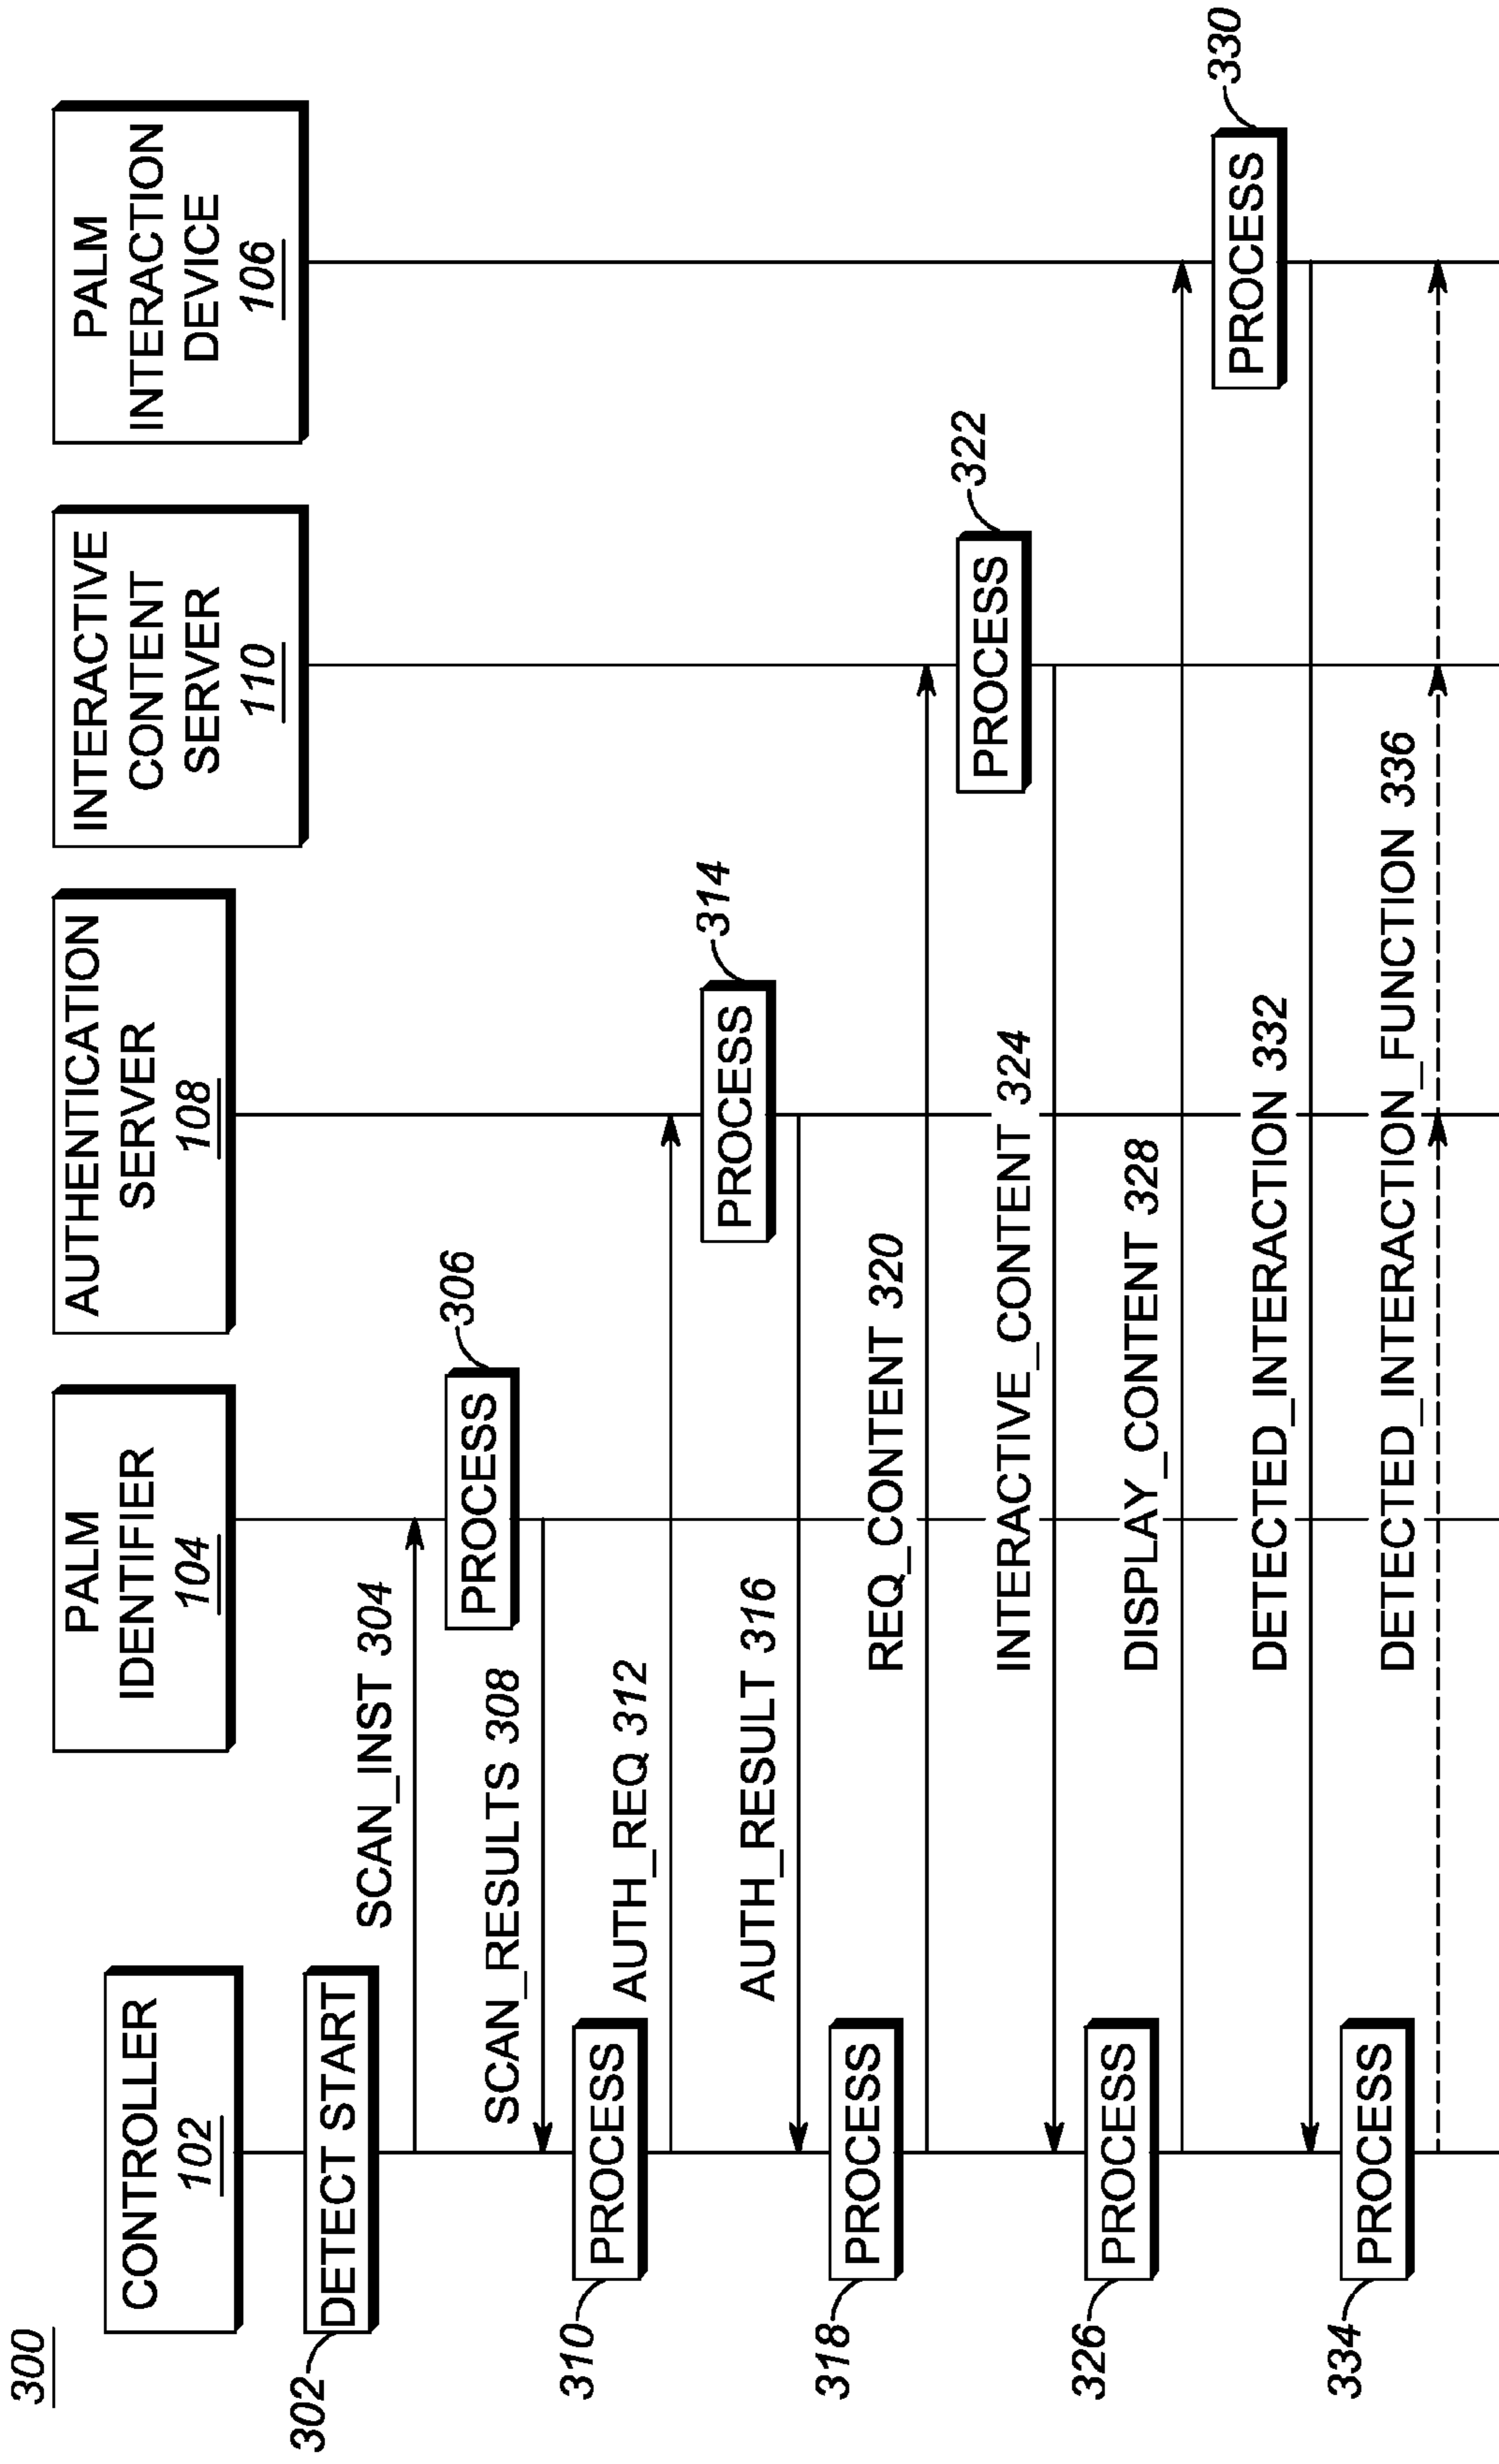 300
CONTROLLER
102
PALM
IDENTIFIER
104
AUTHENTICATION
SERVER
108
INTERACTIVE
CONTENT
SERVER
110
PALM
INTERACTION
DEVICE
106
302
DETECT START
SCAN_INST 304
PROCESS
306
SCAN_RESULTS 308
310
PROCESS
AUTH_REQ 312
PROCESS
314
AUTH_RESULT 316
318
PROCESS
REQ_CONTENT 320
PROCESS
322
INTERACTIVE_CONTENT 324
326
PROCESS
DISPLAY_CONTENT 328
PROCESS
330
DETECTED_INTERACTION 332
334
PROCESS
DETECTED_INTERACTION_FUNCTION 336